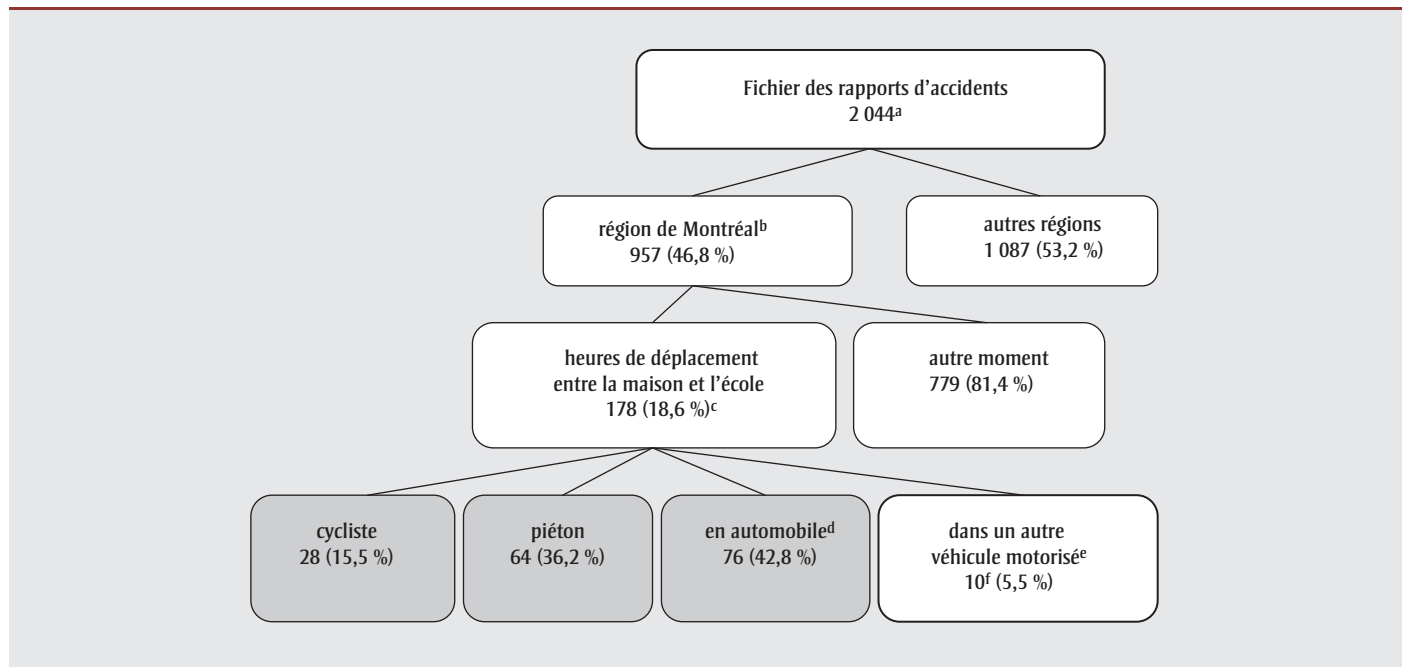 Fichier des rapports d’accidents
2 044ᵃ
région de Montréalᵇ
957 (46,8 %)
autres régions
1 087 (53,2 %)
heures de déplacement
entre la maison et l’école
178 (18,6 %)ᶜ
autre moment
779 (81,4 %)
cycliste
28 (15,5 %)
piéton
64 (36,2 %)
en automobileᵈ
76 (42,8 %)
dans un autre
véhicule motoriséᵉ
10ᶠ (5,5 %)